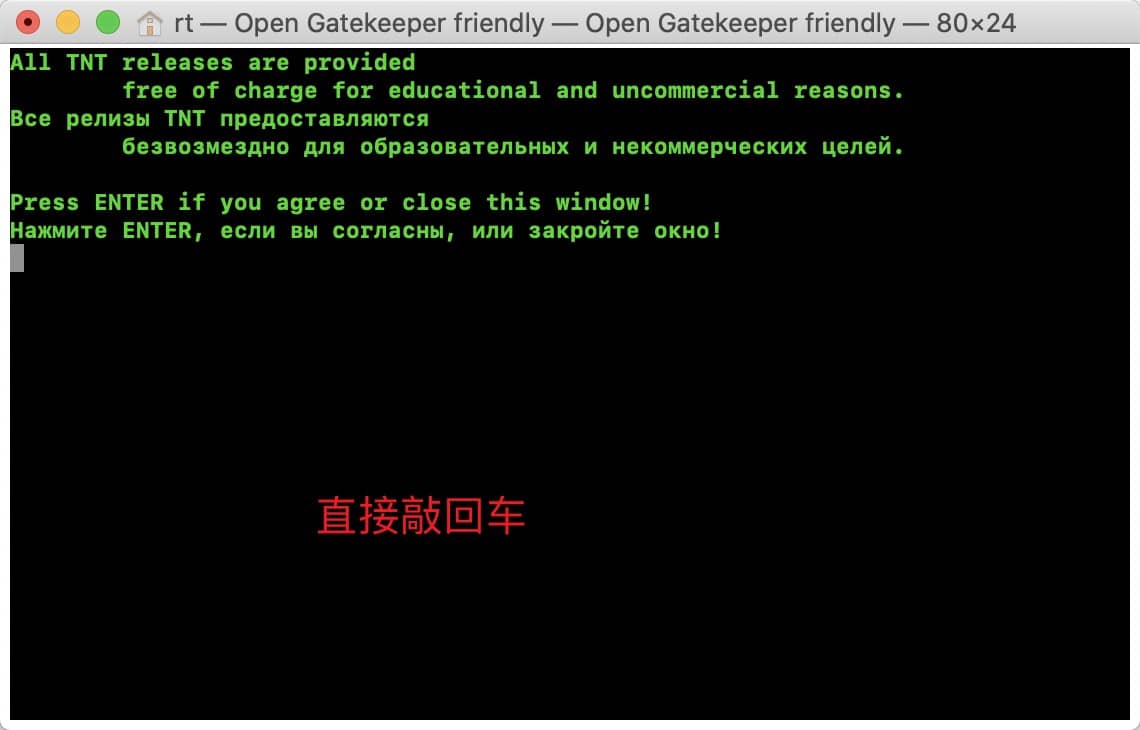 rt — Open Gatekeeper friendly — Open Gatekeeper friendly — 80×24
All TNT releases are provided
free of charge for educational and uncommercial reasons.
Все релизы TNT предоставляются
безвозмездно для образовательных и некоммерческих целей.
Press ENTER if you agree or close this window!
Нажмите ENTER, если вы согласны, или закройте окно!
直接敲回车